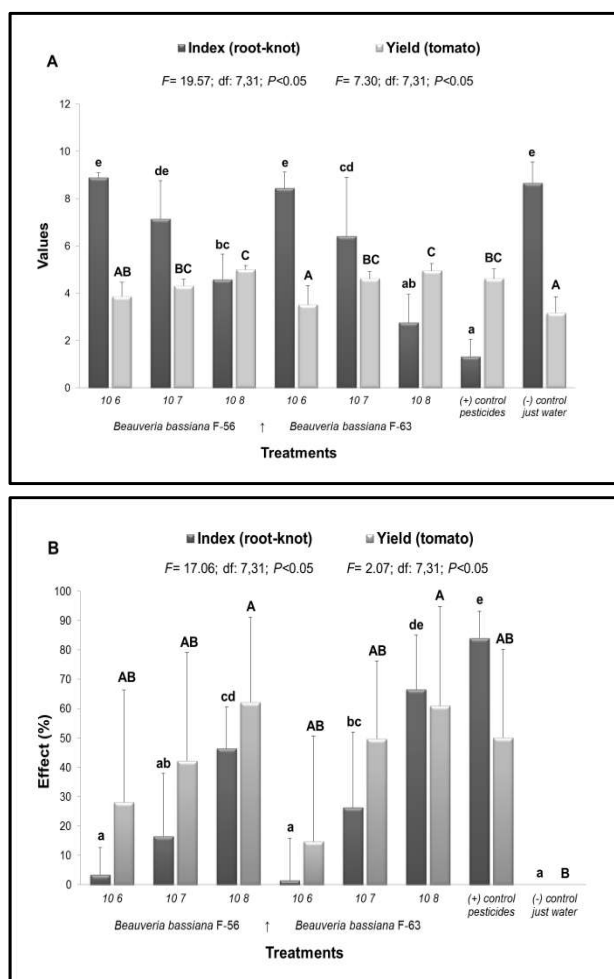 A
Index (root-knot) Yield (tomato)
F= 19.57; df: 7,31; P<0.05 F= 7.30; df: 7,31; P<0.05
12
10
8
6
4
2
0
Values
e AB de BC bc C e A cd BC ab C a BC e A
10 6 10 7 10 8 10 6 10 7 10 8 (+) control pesticides (-) control just water
Beauveria bassiana F-56 ↑ Beauveria bassiana F-63
Treatments
B
Index (root-knot) Yield (tomato)
F= 17.06; df: 7,31; P<0.05 F= 2.07; df: 7,31; P<0.05
100
90
80
70
60
50
40
30
20
10
0
Effect (%)
a AB ab AB cd A a AB bc AB de A e AB a B
10 6 10 7 10 8 10 6 10 7 10 8 (+) control pesticides (-) control just water
Beauveria bassiana F-56 ↑ Beauveria bassiana F-63
Treatments